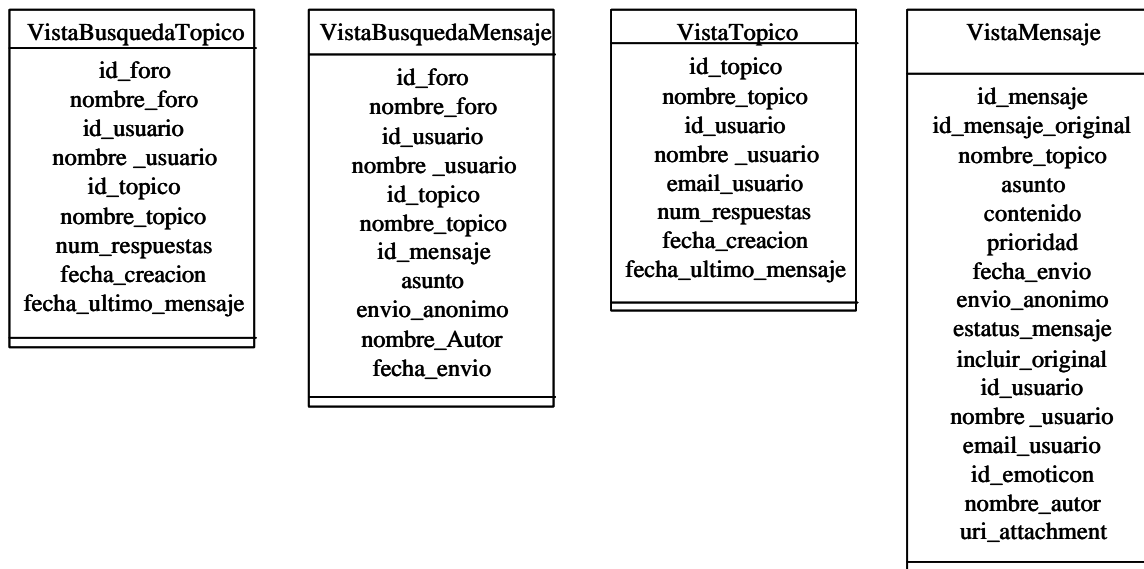 VistaBusquedaTopico
id_foro
nombre_foro
id_usuario
nombre _usuario
id_topico
nombre_topico
num_respuestas
fecha_creacion
fecha_ultimo_mensaje
VistaBusquedaMensaje
id_foro
nombre_foro
id_usuario
nombre _usuario
id_topico
nombre_topico
id_mensaje
asunto
envio_anonimo
nombre_Autor
fecha_envio
VistaTopico
id_topico
nombre_topico
id_usuario
nombre _usuario
email_usuario
num_respuestas
fecha_creacion
fecha_ultimo_mensaje
VistaMensaje
id_mensaje
id_mensaje_original
nombre_topico
asunto
contenido
prioridad
fecha_envio
envio_anonimo
estatus_mensaje
incluir_original
id_usuario
nombre _usuario
email_usuario
id_emoticon
nombre_autor
uri_attachment